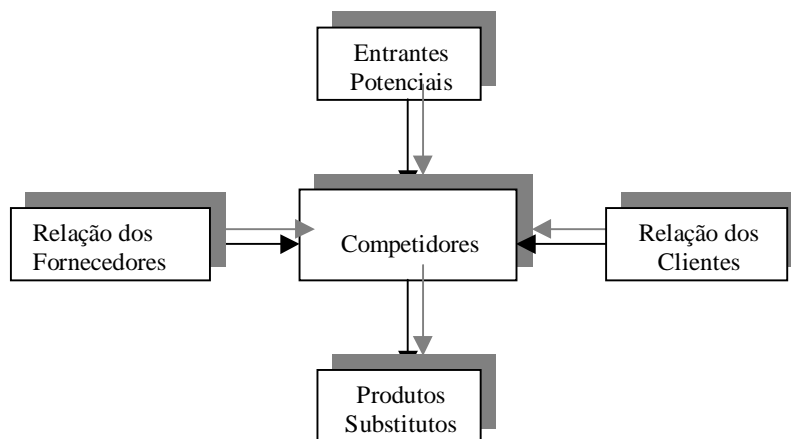 Entrantes
Potenciais
Relação dos
Fornecedores
Competidores
Relação dos
Clientes
Produtos
Substitutos